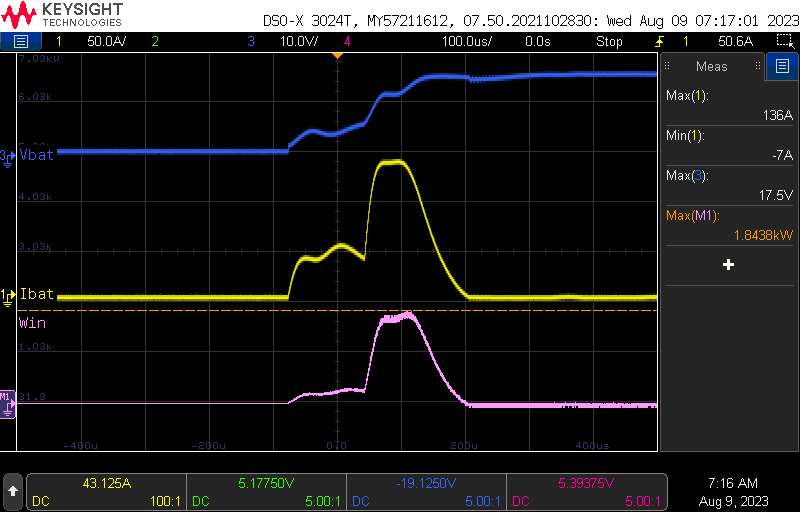 KEYSIGHT
TECHNOLOGIES
DSO-X 3024T, MY57211612, 07.50.2021102830: Wed Aug 09 07:17:01 2023
1 50.0A/ 2 3 10.0V/ 4 100.0us/ 0.0s Stop 1 50.6A
7.03kW
6.03k
Vbat
4.03k
3.03k
Ibat
Win
1.03k
31.3
-400u -200u 0.0 200u 400us
3
1
M1
Meas
Max(1):
136A
Min(1):
-7A
Max(3):
17.5V
Max(M1):
1.8438kW
43.125A 5.17750V -19.1250V 5.39375V
DC 100:1 DC 5.00:1 DC 5.00:1 DC 5.00:1
7:16 AM
Aug 9, 2023